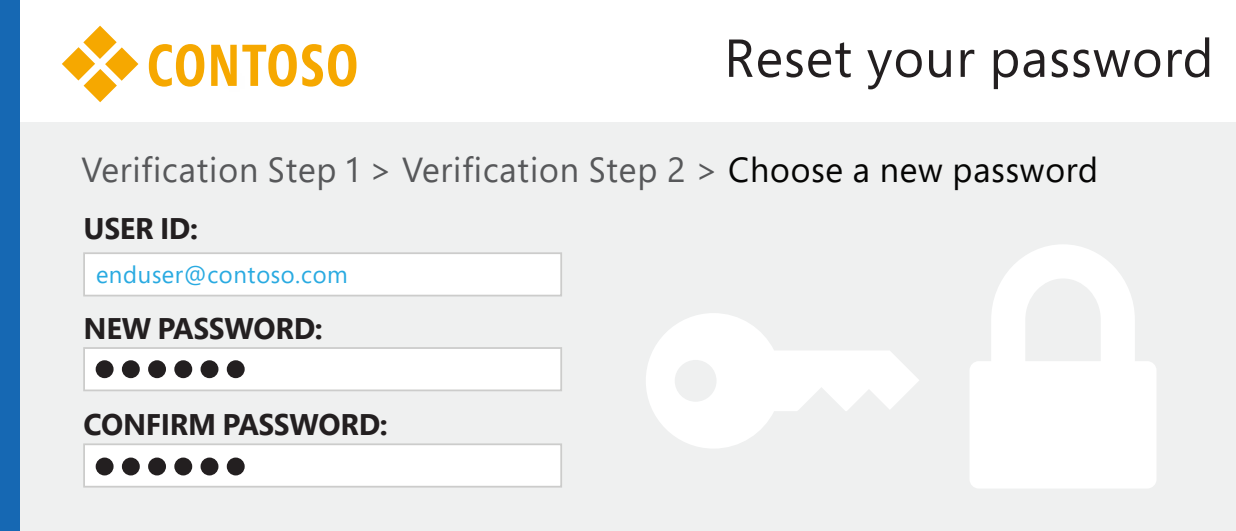 CONTOSO
Reset your password
Verification Step 1 > Verification Step 2 > Choose a new password
USER ID:
enduser@contoso.com
NEW PASSWORD:
●●●●●●
CONFIRM PASSWORD:
●●●●●●